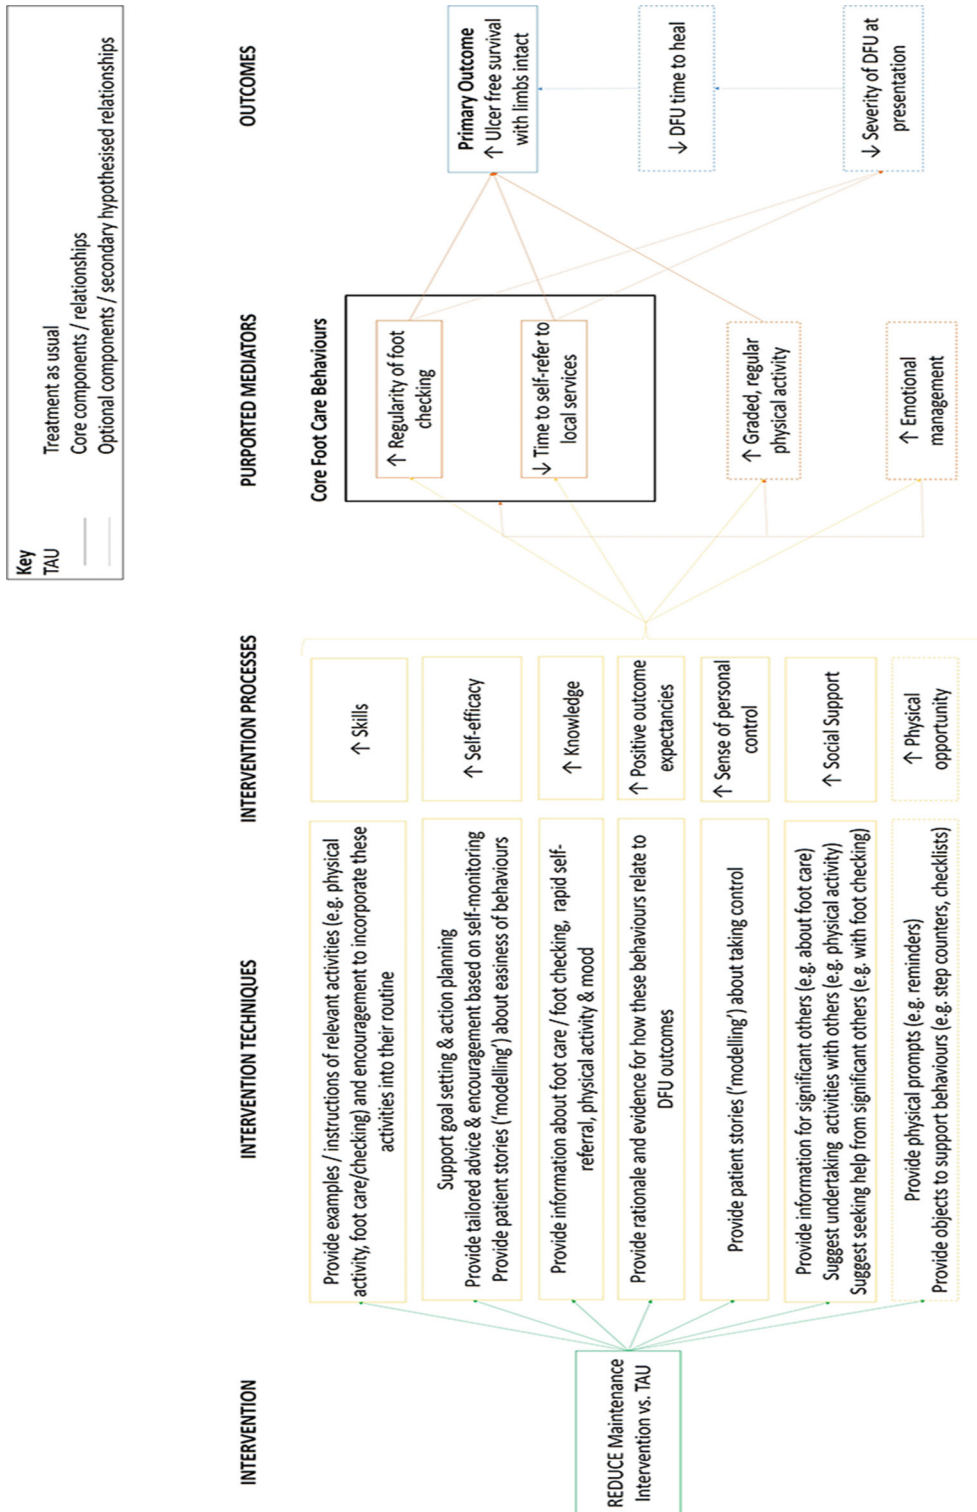 Key
TAU Treatment as usual
Core components / relationships
Optional components / secondary hypothesised relationships
INTERVENTION
INTERVENTION TECHNIQUES
INTERVENTION PROCESSES
PURPORTED MEDIATORS
OUTCOMES
REDUCE Maintenance
Intervention vs. TAU
Provide examples / instructions of relevant activities (e.g. physical
activity, foot care/checking) and encouragement to incorporate these
activities into their routine
Support goal setting & action planning
Provide tailored advice & encouragement based on self-monitoring
Provide patient stories ('modelling') about easiness of behaviours
Provide information about foot care / foot checking, rapid self-
referral, physical activity & mood
Provide rationale and evidence for how these behaviours relate to
DFU outcomes
Provide patient stories ('modelling') about taking control
Provide information for significant others (e.g. about foot care)
Suggest undertaking activities with others (e.g. physical activity)
Suggest seeking help from significant others (e.g. with foot checking)
Provide physical prompts (e.g. reminders)
Provide objects to support behaviours (e.g. step counters, checklists)
↑ Skills
↑ Self-efficacy
↑ Knowledge
↑ Positive outcome
expectancies
↑ Sense of personal
control
↑ Social Support
↑ Physical
opportunity
Core Foot Care Behaviours
↑ Regularity of foot
checking
↓ Time to self-refer to
local services
↑ Graded, regular
physical activity
↑ Emotional
management
Primary Outcome
↑ Ulcer free survival
with limbs intact
↓ DFU time to heal
↓ Severity of DFU at
presentation